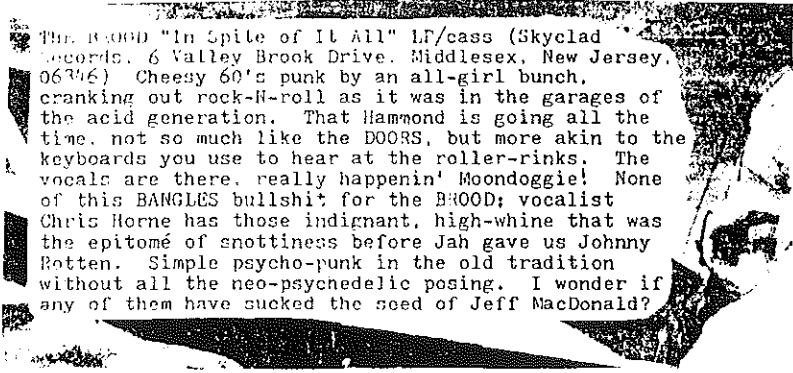 The BROOD "In Spite of It All" LP/cass (Skyclad
Records. 6 Valley Brook Drive. Middlesex, New Jersey,
06846) Cheesy 60's punk by an all-girl bunch,
cranking out rock-N-roll as it was in the garages of
the acid generation. That Hammond is going all the
time. not so much like the DOORS, but more akin to the
keyboards you use to hear at the roller-rinks. The
vocals are there, really happenin' Moondoggie! None
of this BANGLES bullshit for the BROOD; vocalist
Chris Horne has those indignant, high-whine that was
the epitomé of snottiness before Jah gave us Johnny
Rotten. Simple psycho-punk in the old tradition
without all the neo-psychedelic posing. I wonder if
any of them have sucked the seed of Jeff MacDonald?